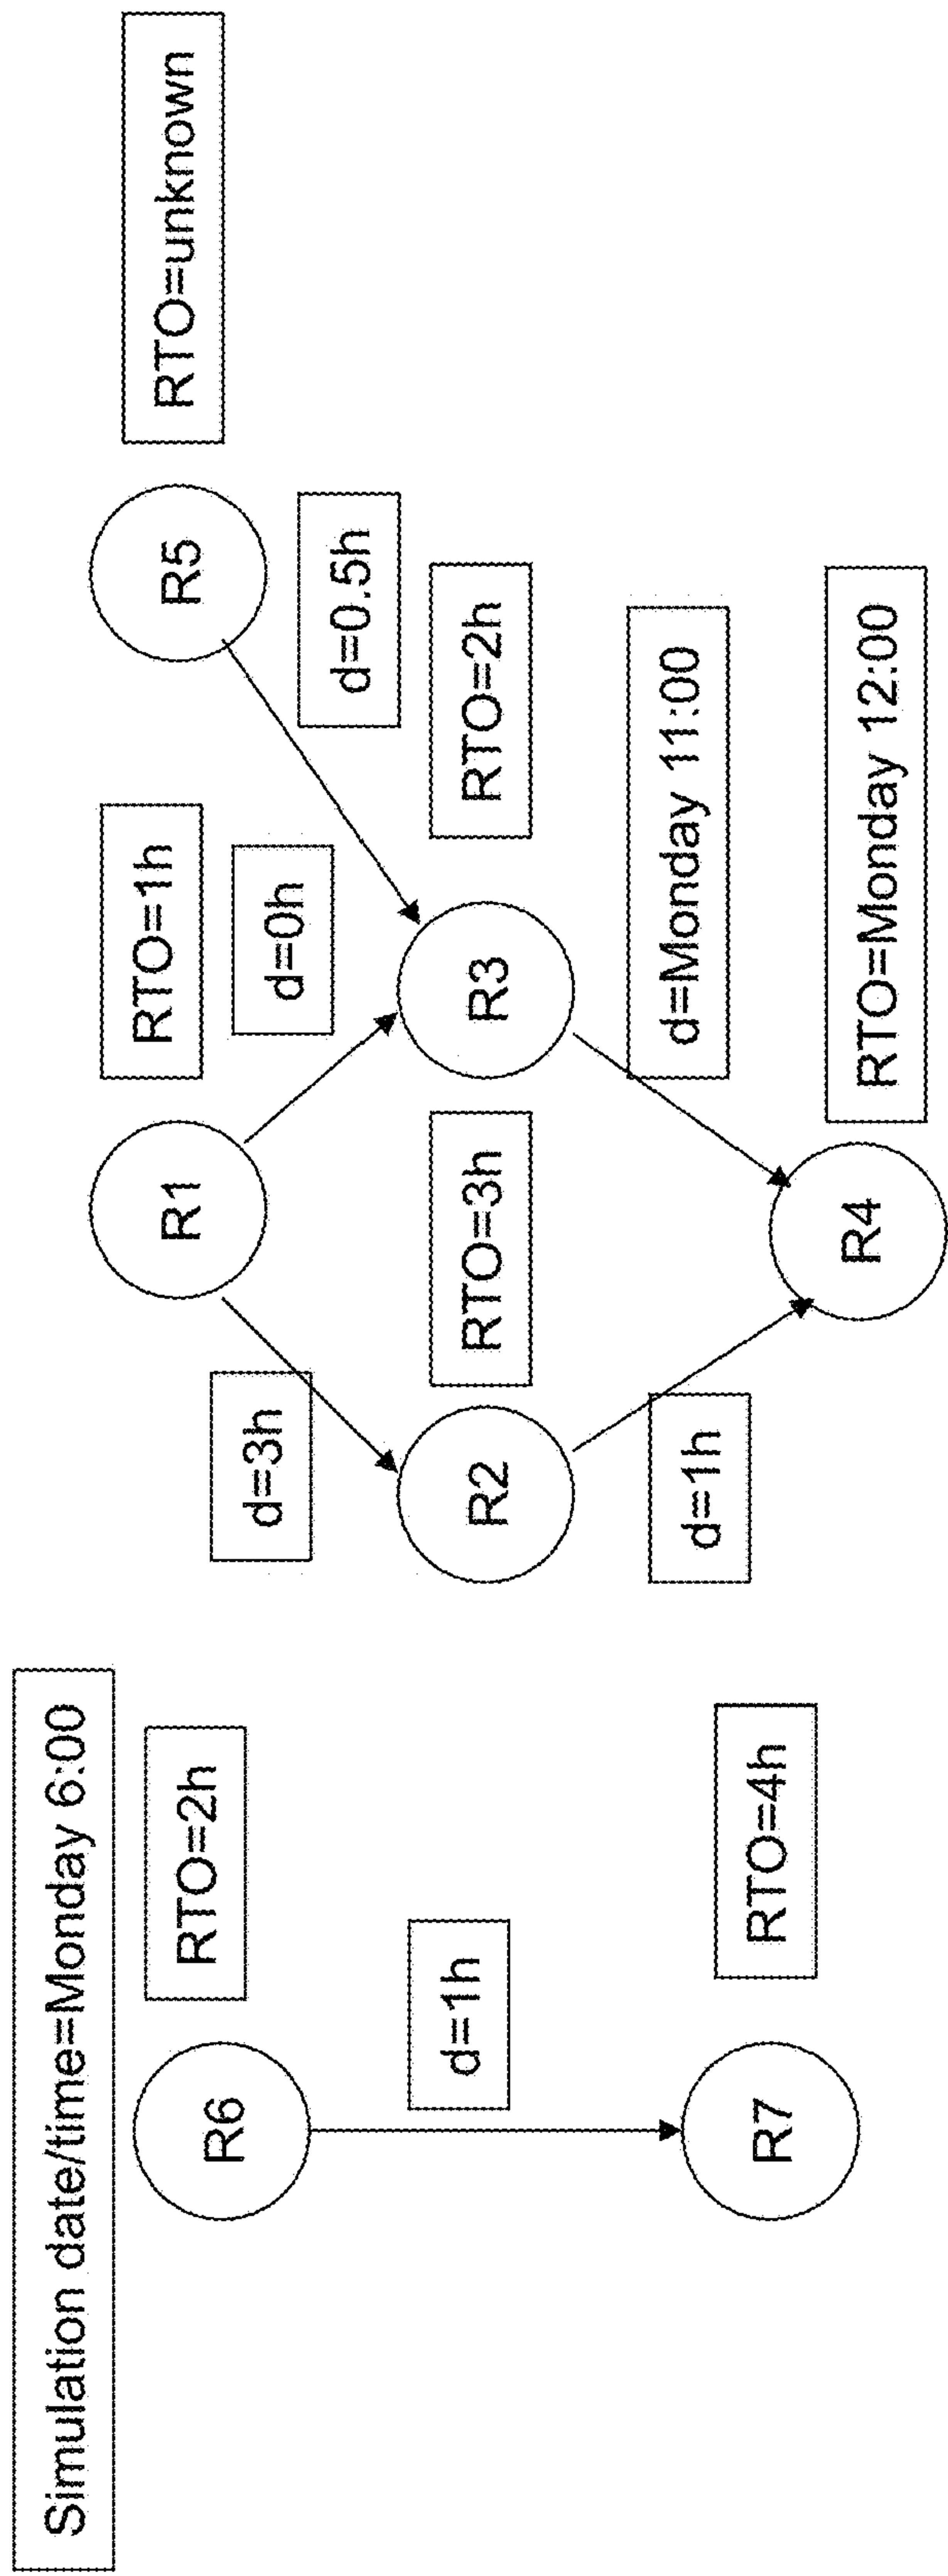 Simulation date/time=Monday 6:00
R6
RTO=2h
d=1h
R7
RTO=4h
R1
RTO=1h
R5
RTO=unknown
d=3h
d=0h
d=0.5h
R2
RTO=3h
R3
RTO=2h
d=1h
d=Monday 11:00
R4
RTO=Monday 12:00